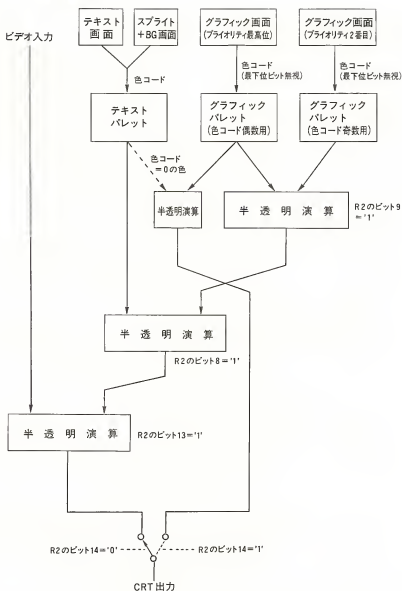 テキスト
画面
スプライト
+BG画面
グラフィック画面
(プライオリティ最高位)
グラフィック画面
(プライオリティ2番目)
ビデオ入力
色コード
色コード
(最下位ビット無視)
色コード
(最下位ビット無視)
テキスト
パレット
グラフィック
パレット
(色コード偶数用)
グラフィック
パレット
(色コード奇数用)
色コード
=0の色
半透明演算
半透明演算
R2のビット9
='1'
半透明演算
R2のビット8='1'
半透明演算
R2のビット13='1'
R2のビット14='0'
R2のビット14='1'
CRT出力